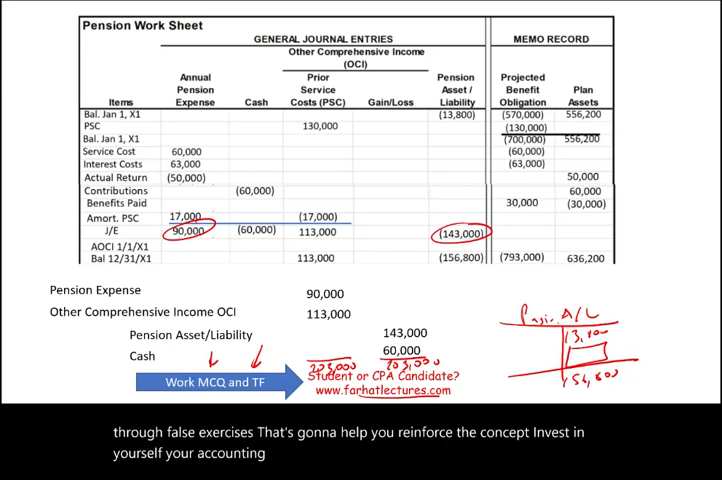 Pension Work Sheet
GENERAL JOURNAL ENTRIES MEMO RECORD
Other Comprehensive Income
(OCI)
Annual Prior Pension Projected
Pension Service Asset / Benefit Plan
Items Expense Cash Costs (PSC) Gain/Loss Liability Obligation Assets
Bal. Jan 1, X1 (13,800) (570,000) 556,200
PSC 130,000 (130,000)
Bal. Jan 1, X1 (700,000) 556,200
Service Cost 60,000 (60,000)
Interest Costs 63,000 (63,000)
Actual Return (50,000) 50,000
Contributions (60,000) 60,000
Benefits Paid 30,000 (30,000)
Amort. PSC 17,000 (17,000)
J/E 90,000 (60,000) 113,000 (143,000)
AOCI 1/1/X1
Bal 12/31/X1 113,000 (156,800) (793,000) 636,200
Pension Expense 90,000
Other Comprehensive Income OCI 113,000
Pension Asset/Liability 143,000
Cash 60,000
203,000 203,000
A/L
13,800
156,800
Work MCQ and TF
Student or CPA Candidate?
www.farhatlectures.com
through false exercises That's gonna help you reinforce the concept Invest in
yourself your accounting